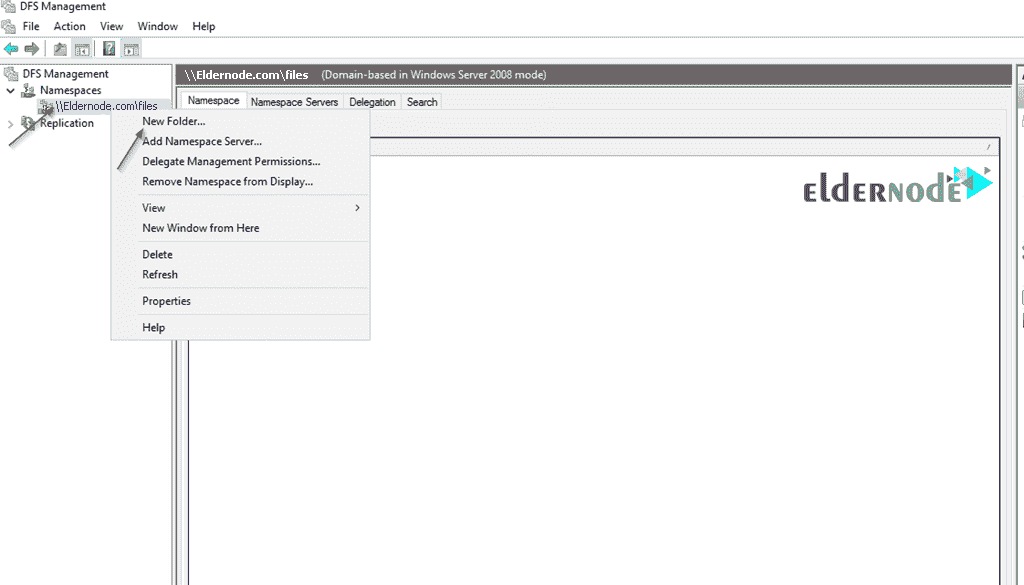 DFS Management
File Action View Window Help
DFS Management
Namespaces
\\Eldernode.com\files
Replication
\\Eldernode.com\files (Domain-based in Windows Server 2008 mode)
Namespace Namespace Servers Delegation Search
New Folder...
Add Namespace Server...
Delegate Management Permissions...
Remove Namespace from Display...
View
New Window from Here
Delete
Refresh
Properties
Help
ELDERNODE